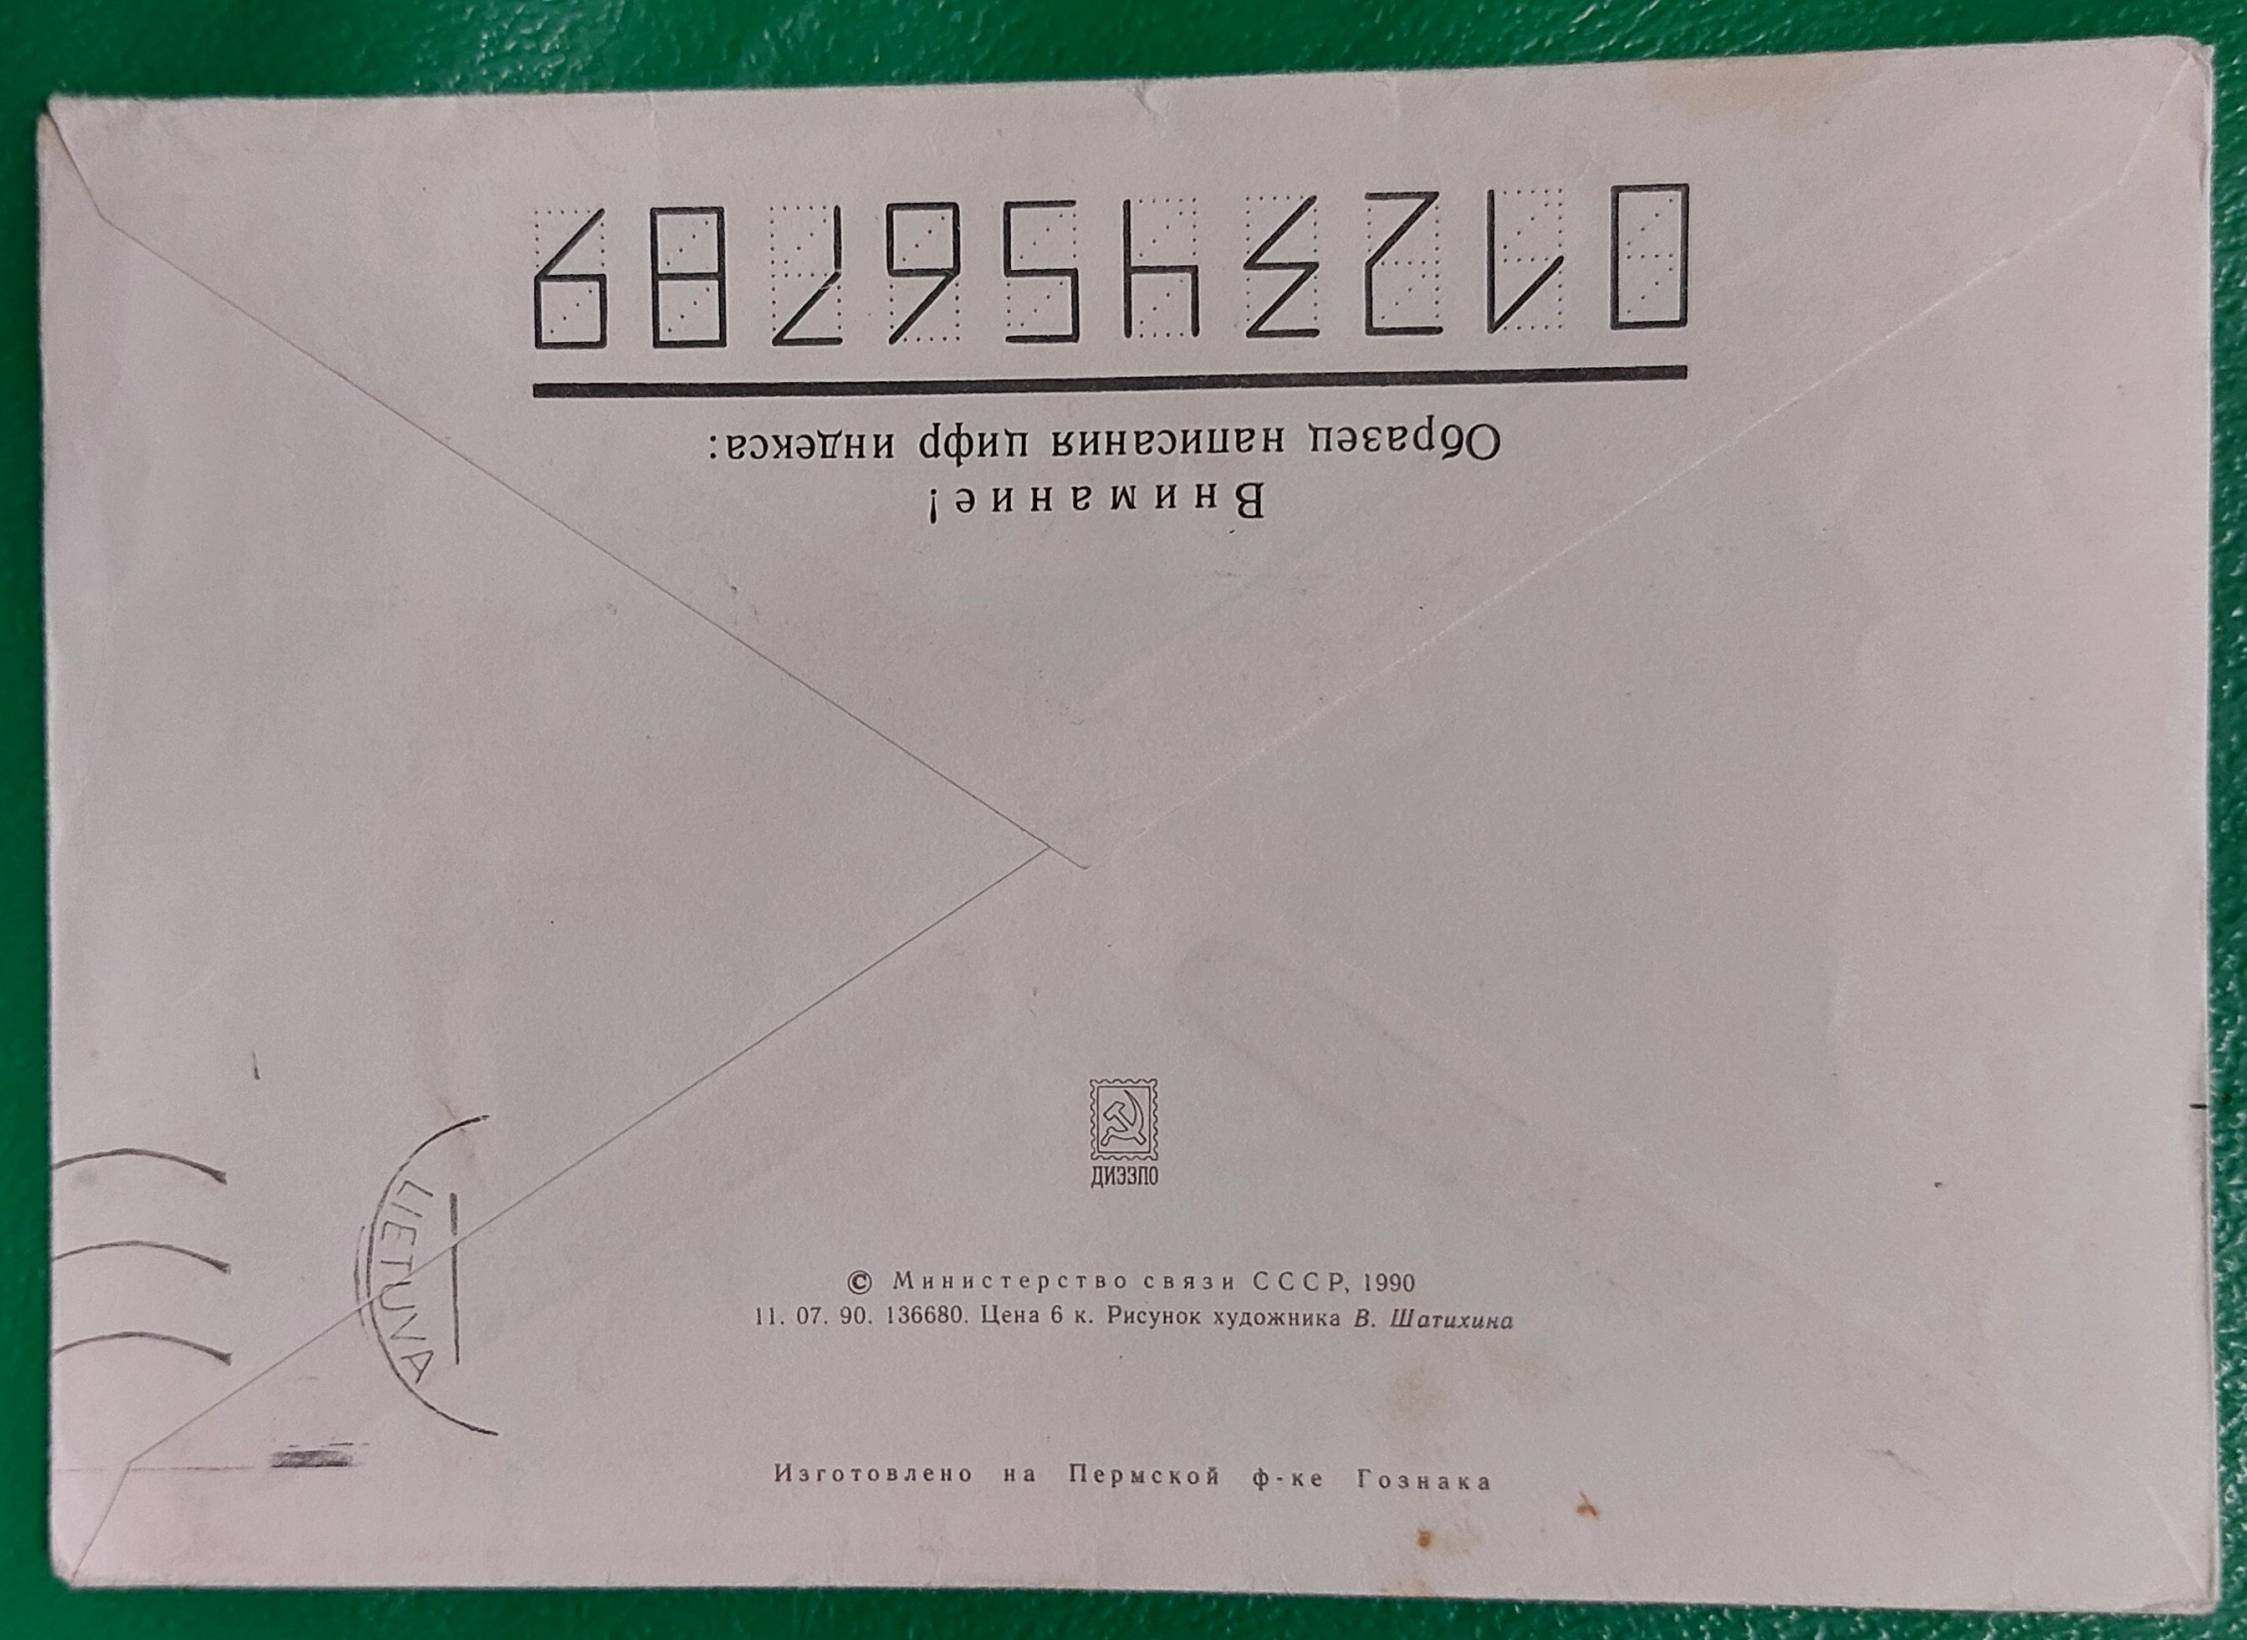 Внимание!
Образец написания цифр индекса:
0123456789
LIETUVA
ДИЭЗПО
© Министерство связи СССР, 1990
11. 07. 90. 136680. Цена 6 к. Рисунок художника В. Шатихина
Изготовлено на Пермской ф-ке Гознака